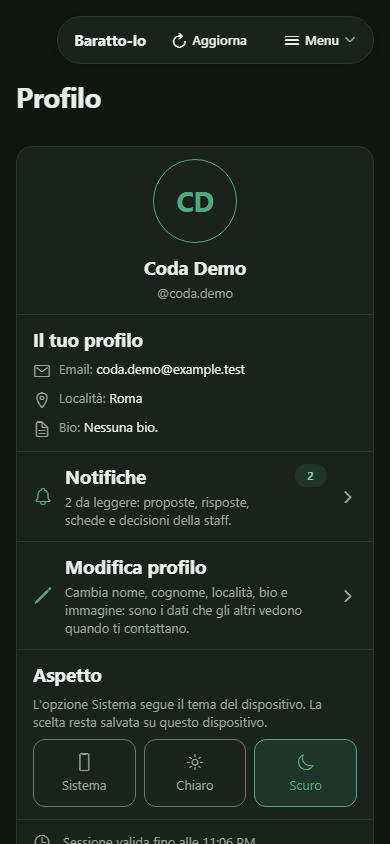 Baratto-lo
Aggiorna
Menu
Profilo
CD
Coda Demo
@coda.demo
Il tuo profilo
Email: coda.demo@example.test
Località: Roma
Bio: Nessuna bio.
Notifiche
2
2 da leggere: proposte, risposte,
schede e decisioni della staff.
Modifica profilo
Cambia nome, cognome, località, bio e
immagine: sono i dati che gli altri vedono
quando ti contattano.
Aspetto
L'opzione Sistema segue il tema del dispositivo. La
scelta resta salvata su questo dispositivo.
Sistema
Chiaro
Scuro
Sessione valida fino alle 11:06 PM